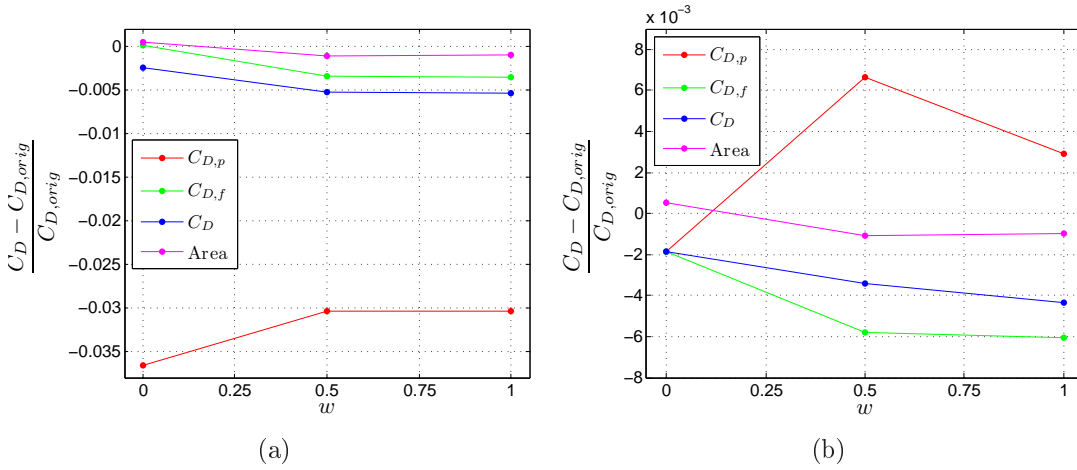 0
−0.005
−0.01
−0.015
−0.02
−0.025
−0.03
−0.035
C_D − C_{D,orig}
C_{D,orig}
C_{D,p}
C_{D,f}
C_D
Area
0 0.25 0.5 0.75 1
w
(a)
x 10^{−3}
8
6
4
2
0
−2
−4
−6
−8
C_D − C_{D,orig}
C_{D,orig}
C_{D,p}
C_{D,f}
C_D
Area
0 0.25 0.5 0.75 1
w
(b)